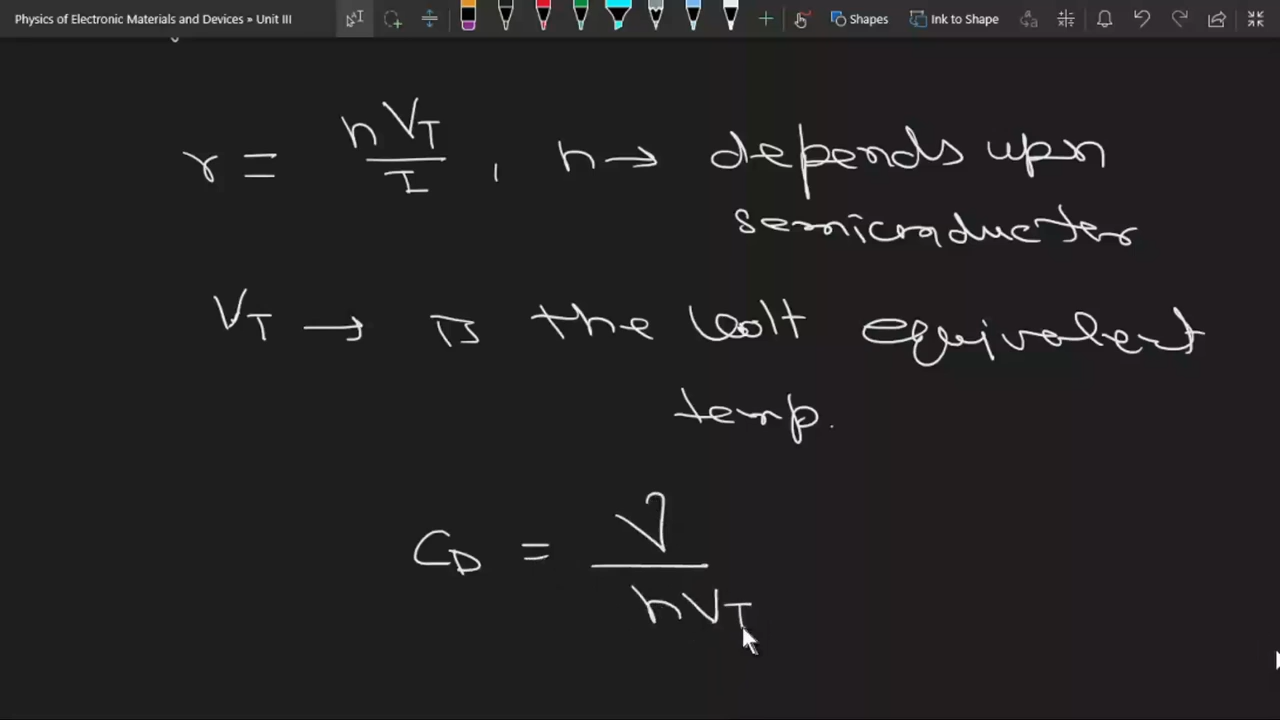 Physics of Electronic Materials and Devices » Unit III
Shapes
Ink to Shape
r = nV_T / I , n → depends upon
semiconductor
V_T → is the volt equivalent
temp.
C_D = / nV_T